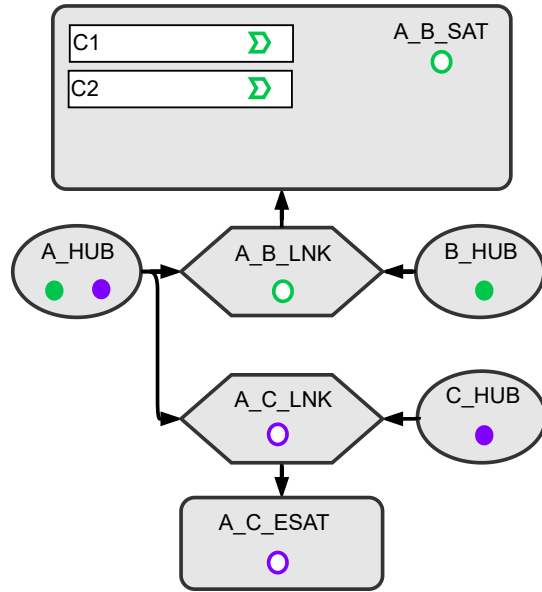 C1
A_B_SAT
C2
A_HUB
A_B_LNK
B_HUB
A_C_LNK
C_HUB
A_C_ESAT